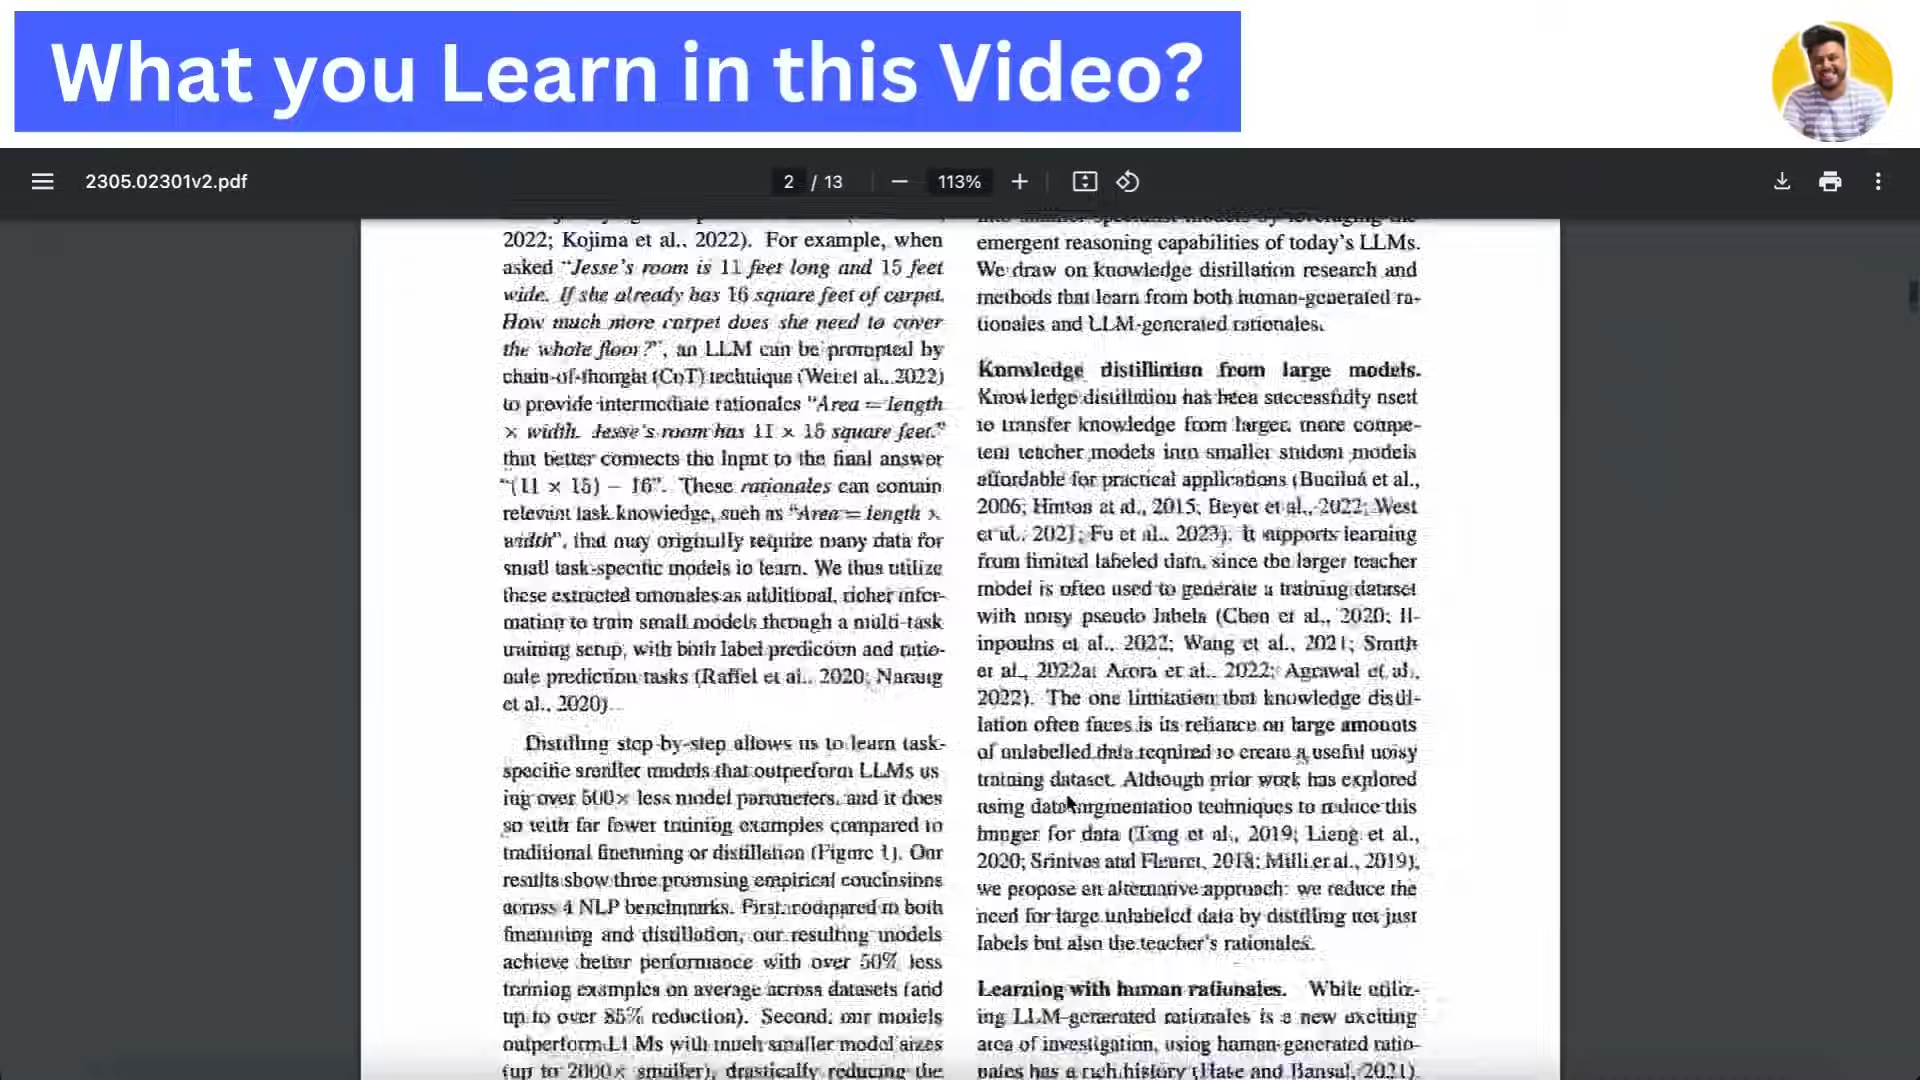 What you Learn in this Video?
2305.02301v2.pdf
2 / 13
113%
2022; Kojima et al., 2022). For example, when
asked “Jesse’s room is 11 feet long and 15 feet
wide. If she already has 16 square feet of carpet.
How much more carpet does she need to cover
the whole floor?”, an LLM can be prompted by
chain-of-thought (CoT) technique (Wei et al., 2022)
to provide intermediate rationales “Area = length
× width. Jesse’s room has 11 × 15 square feet.”
that better connects the input to the final answer
“(11 × 15) − 16”. These rationales can contain
relevant task knowledge, such as “Area = length ×
width”, that may originally require many data for
small task-specific models to learn. We thus utilize
these extracted rationales as additional, richer infor-
mation to train small models through a multi-task
training setup, with both label prediction and ratio-
nale prediction tasks (Raffel et al., 2020; Narang
et al., 2020).
Distilling step-by-step allows us to learn task-
specific smaller models that outperform LLMs us
ing over 500× less model parameters, and it does
so with far fewer training examples compared to
traditional finetuning or distillation (Figure 1). Our
results show three promising empirical conclusions
across 4 NLP benchmarks. First, compared to both
finetuning and distillation, our resulting models
achieve better performance with over 50% less
training examples on average across datasets (and
up to over 85% reduction). Second, our models
outperform LLMs with much smaller model sizes
(up to 2000× smaller), drastically reducing the
emergent reasoning capabilities of today’s LLMs.
We draw on knowledge distillation research and
methods that learn from both human-generated ra-
tionales and LLM-generated rationales.
Knowledge distillation from large models.
Knowledge distillation has been successfully used
to transfer knowledge from larger, more compe-
tent teacher models into smaller student models
affordable for practical applications (Buciluǎ et al.,
2006; Hinton et al., 2015; Beyer et al., 2022; West
et al., 2021; Fu et al., 2023). It supports learning
from limited labeled data, since the larger teacher
model is often used to generate a training dataset
with noisy pseudo labels (Chen et al., 2020; Il-
iopoulos et al., 2022; Wang et al., 2021; Smith
et al., 2022a; Arora et al., 2022; Agrawal et al.,
2022). The one limitation that knowledge distil-
lation often faces is its reliance on large amounts
of unlabelled data required to create a useful noisy
training dataset. Although prior work has explored
using data augmentation techniques to reduce this
hunger for data (Tang et al., 2019; Liang et al.,
2020; Srinivas and Fleuret, 2018; Milli et al., 2019),
we propose an alternative approach: we reduce the
need for large unlabeled data by distilling not just
labels but also the teacher’s rationales.
Learning with human rationales. While utiliz-
ing LLM-generated rationales is a new exciting
area of investigation, using human-generated ratio-
nales has a rich history (Hase and Bansal, 2021).